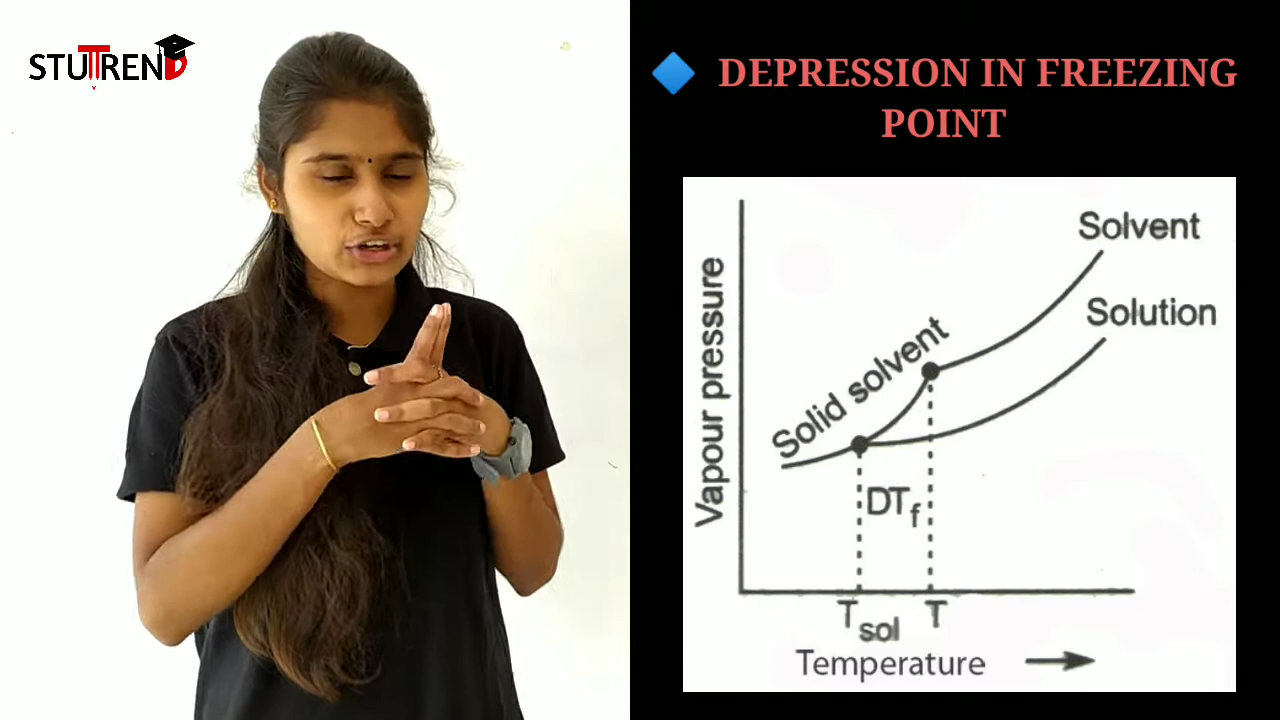 STUTREND
DEPRESSION IN FREEZING
POINT
Solvent
Solution
Solid solvent
Vapour pressure
DTf
Tsol T
Temperature